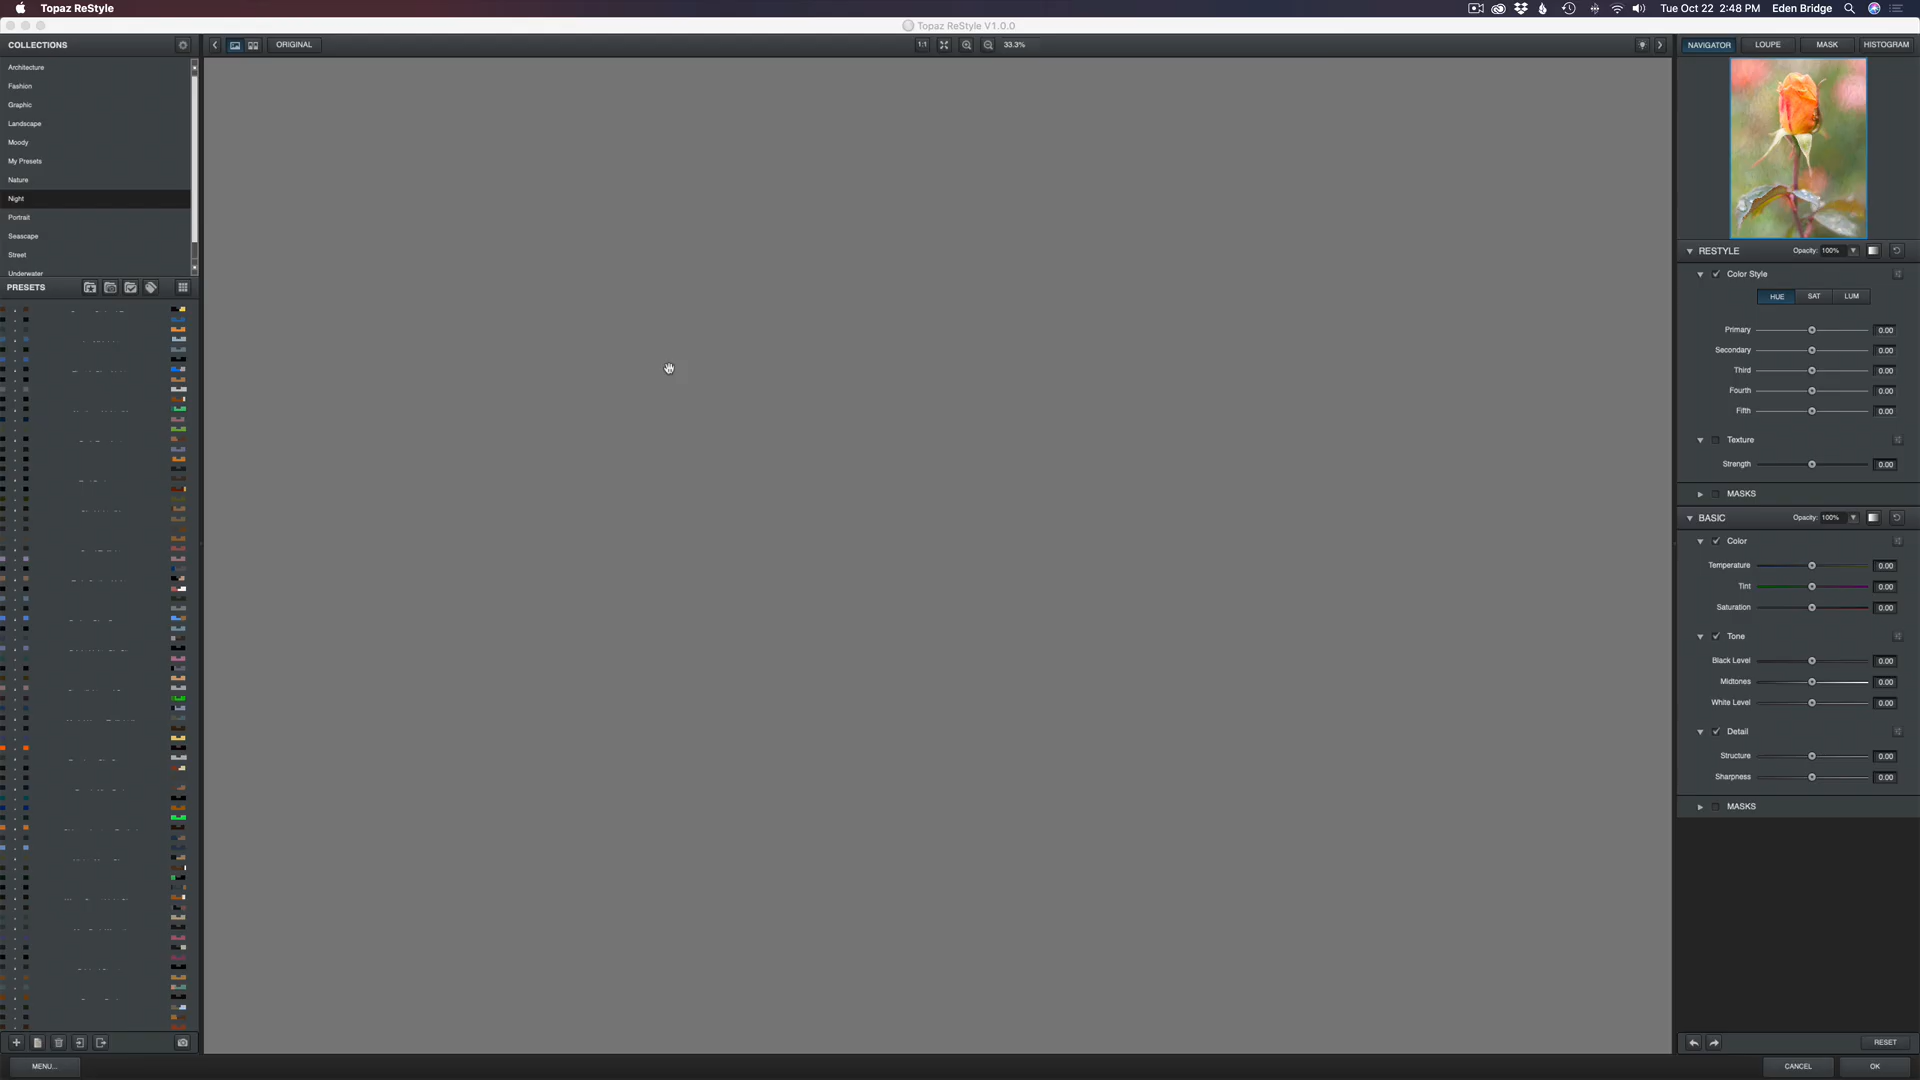 Topaz ReStyle
Tue Oct 22 2:48 PM Eden Bridge
Topaz ReStyle V1.0.0
COLLECTIONS
ORIGINAL
1:1
33.3%
NAVIGATOR
LOUPE
MASK
HISTOGRAM
Architecture
Fashion
Graphic
Landscape
Moody
My Presets
Nature
Night
Portrait
Seascape
Street
Underwater
PRESETS
RESTYLE Opacity: 100%
Color Style
HUE SAT LUM
Primary 0.00
Secondary 0.00
Third 0.00
Fourth 0.00
Fifth 0.00
Texture
Strength 0.00
MASKS
BASIC Opacity: 100%
Color
Temperature 0.00
Tint 0.00
Saturation 0.00
Tone
Black Level 0.00
Midtones 0.00
White Level 0.00
Detail
Structure 0.00
Sharpness 0.00
MASKS
RESET
MENU...
CANCEL
OK